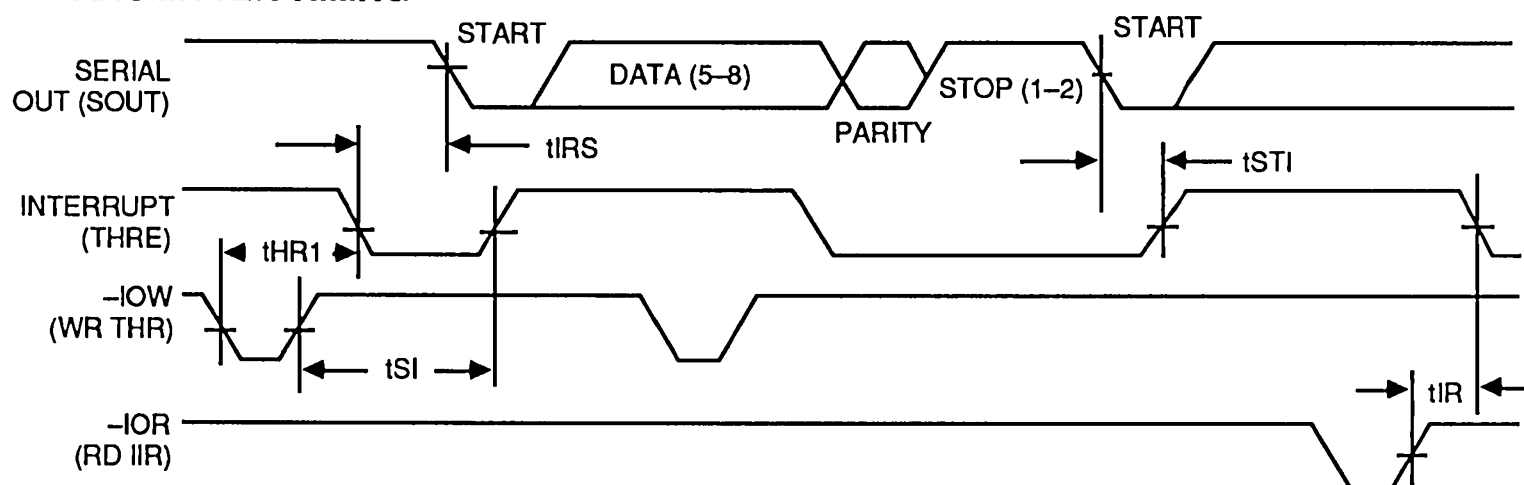 START
START
SERIAL
OUT (SOUT)
DATA (5–8)
STOP (1–2)
PARITY
tIRS
tSTI
INTERRUPT
(THRE)
tHR1
–IOW
(WR THR)
tSI
tIR
–IOR
(RD IIR)